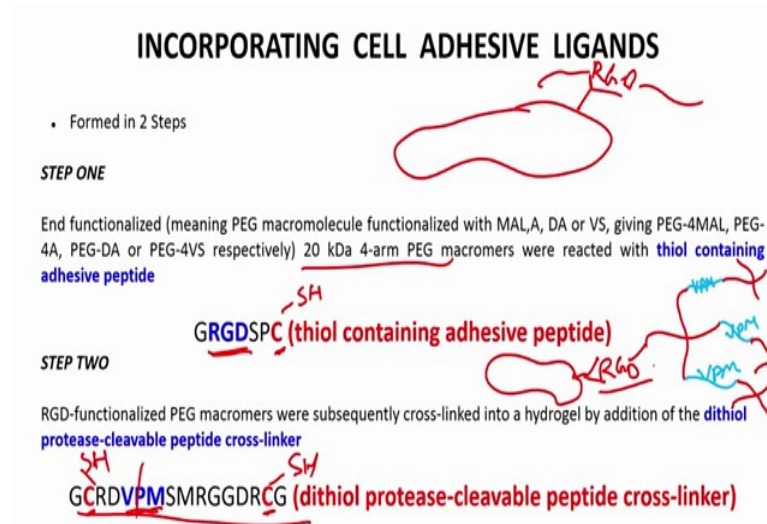 INCORPORATING CELL ADHESIVE LIGANDS
RGD
• Formed in 2 Steps
STEP ONE
End functionalized (meaning PEG macromolecule functionalized with MAL,A, DA or VS, giving PEG-4MAL, PEG-
4A, PEG-DA or PEG-4VS respectively) 20 kDa 4-arm PEG macromers were reacted with thiol containing
adhesive peptide
SH
VPM
GRGDSPC (thiol containing adhesive peptide)
VPM
STEP TWO
RGD
VPM
RGD-functionalized PEG macromers were subsequently cross-linked into a hydrogel by addition of the dithiol
protease-cleavable peptide cross-linker
SH
SH
GCRDVPMSMRGGDRCG (dithiol protease-cleavable peptide cross-linker)